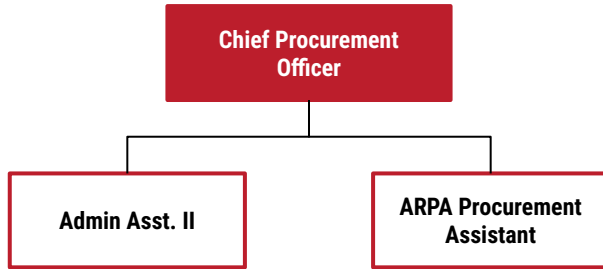 Chief Procurement
Officer
Admin Asst. II
ARPA Procurement
Assistant